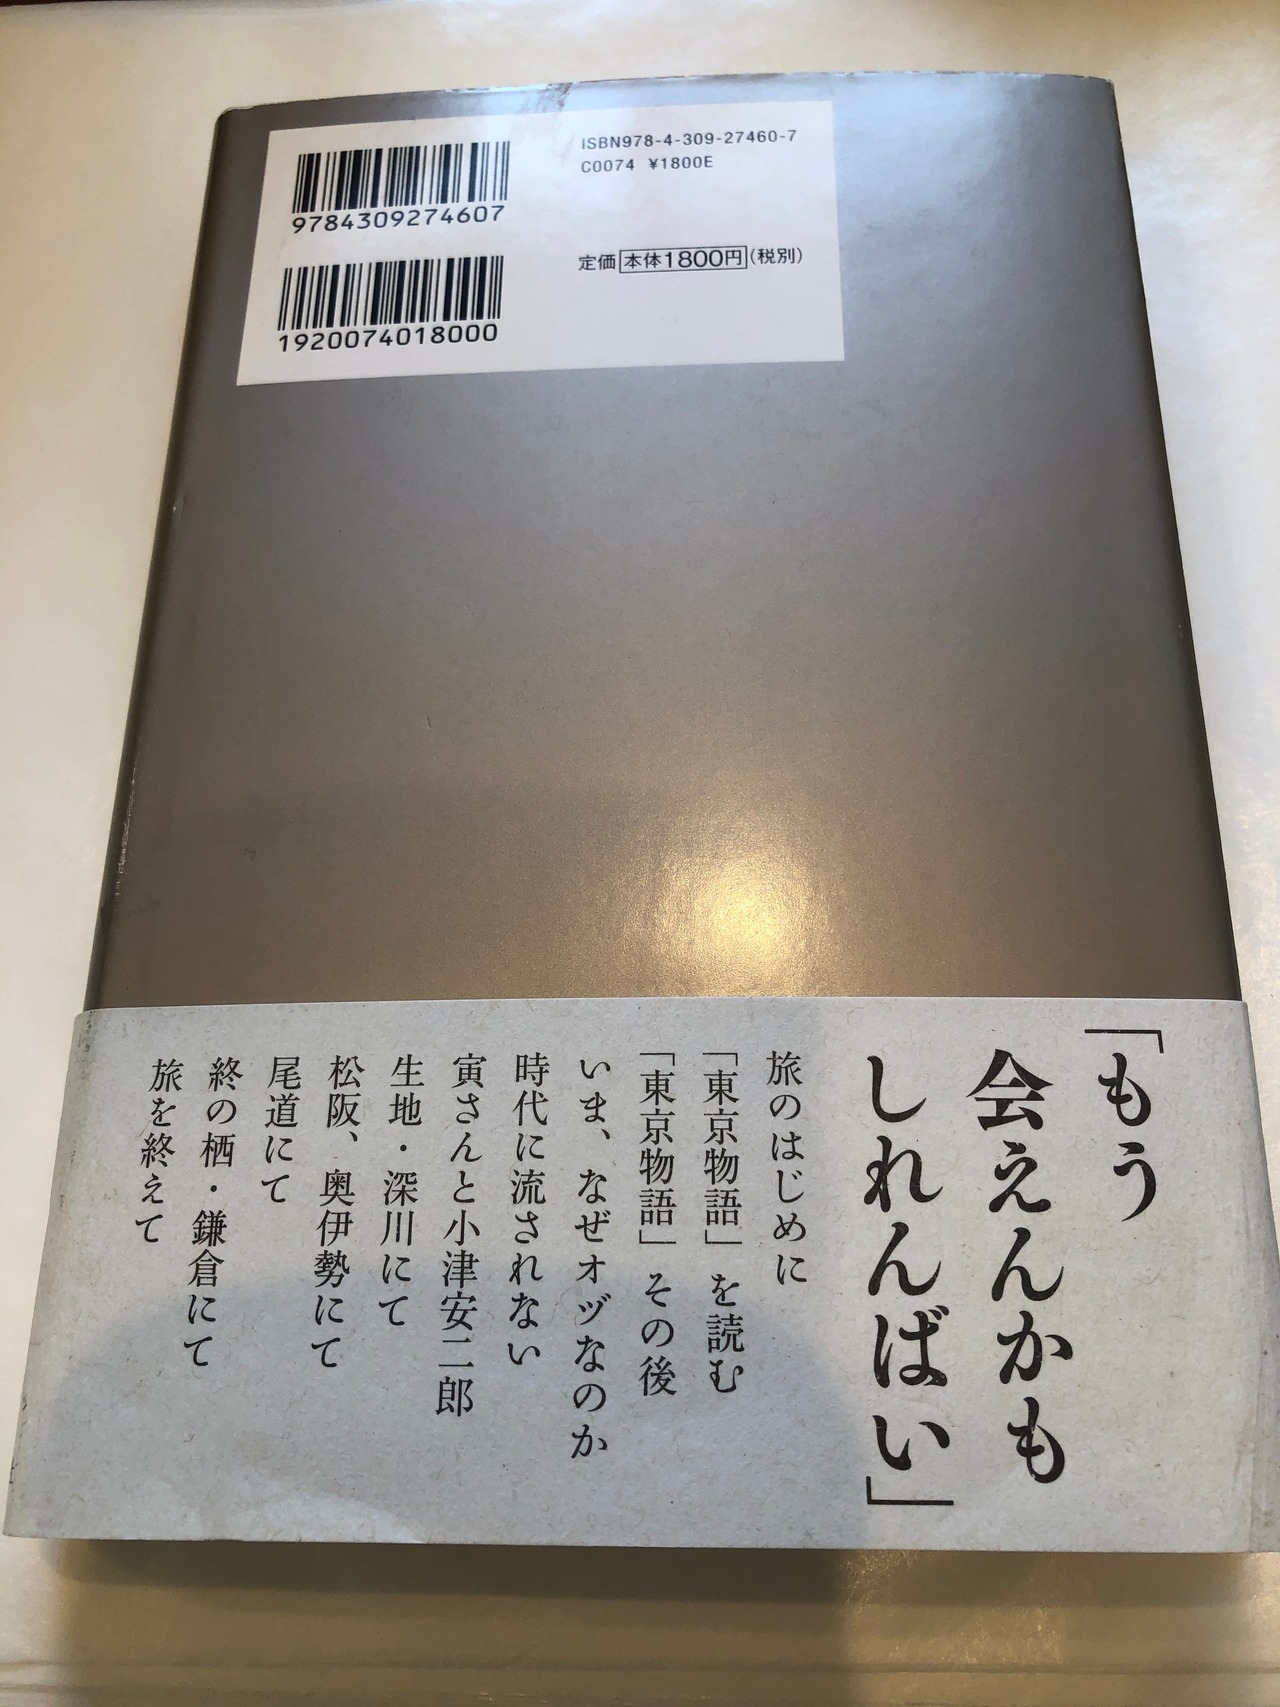 ISBN978-4-309-27460-7
C0074 ¥1800E
9784309274607
定価 本体1800円(税別)
1920074018000
「もう
会えんかも
しれんばい」
旅のはじめに
「東京物語」を読む
「東京物語」その後
いま、なぜオヅなのか
時代に流されない
寅さんと小津安二郎
生地・深川にて
松阪、奥伊勢にて
尾道にて
終の栖・鎌倉にて
旅を終えて